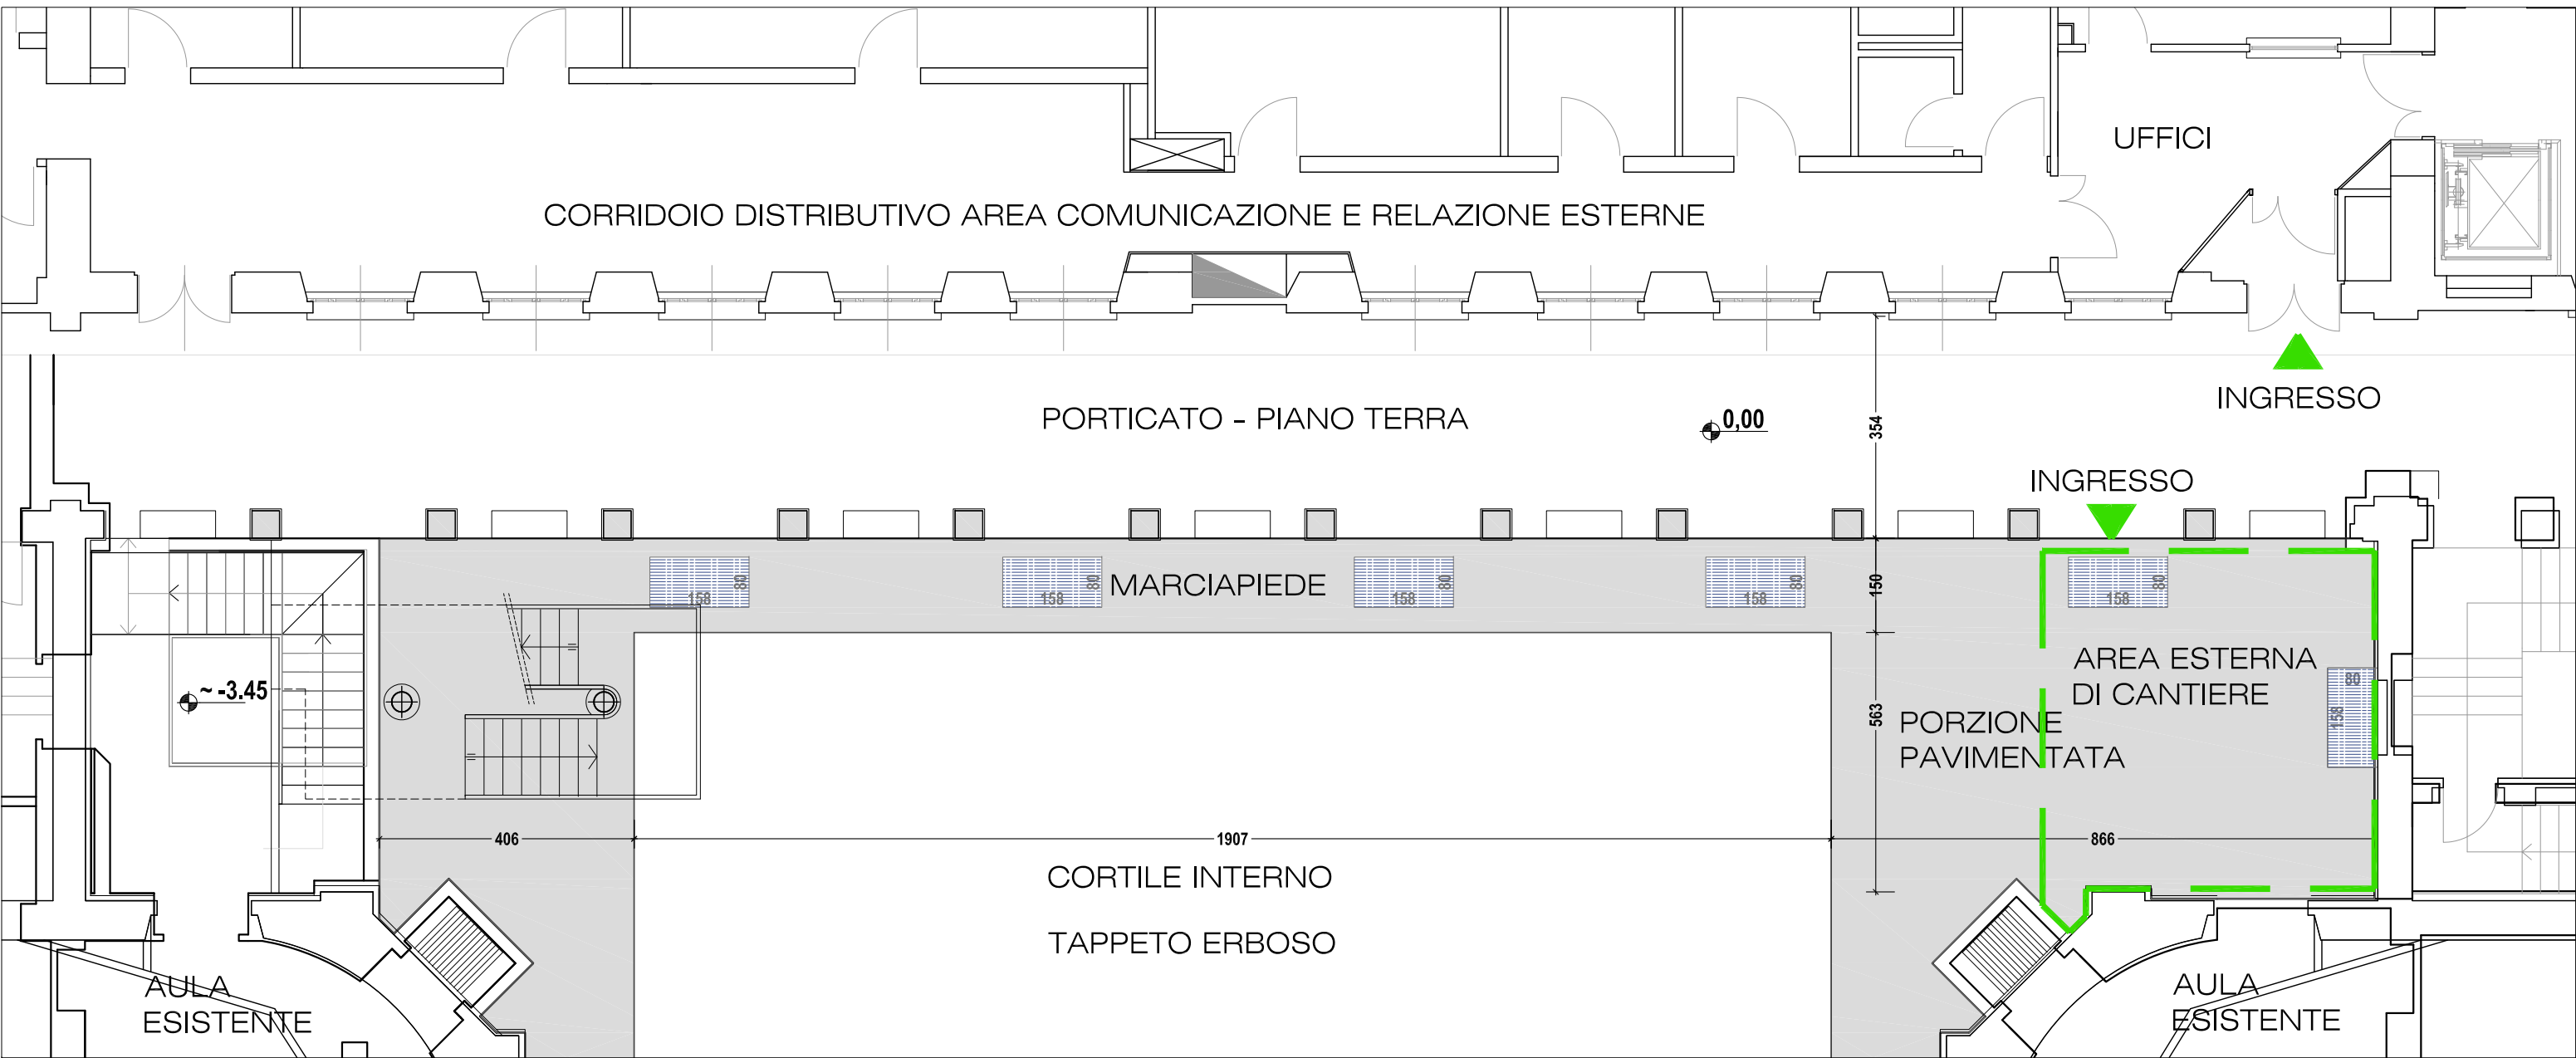 UFFICI
CORRIDOIO DISTRIBUTIVO AREA COMUNICAZIONE E RELAZIONE ESTERNE
INGRESSO
PORTICATO - PIANO TERRA
0,00
354
INGRESSO
80
158
80
158
MARCIAPIEDE
80
158
80
158
150
80
158
AREA ESTERNA
DI CANTIERE
80
158
~ -3.45
563
PORZIONE
PAVIMENTATA
406
1907
866
CORTILE INTERNO
TAPPETO ERBOSO
AULA
ESISTENTE
AULA
ESISTENTE